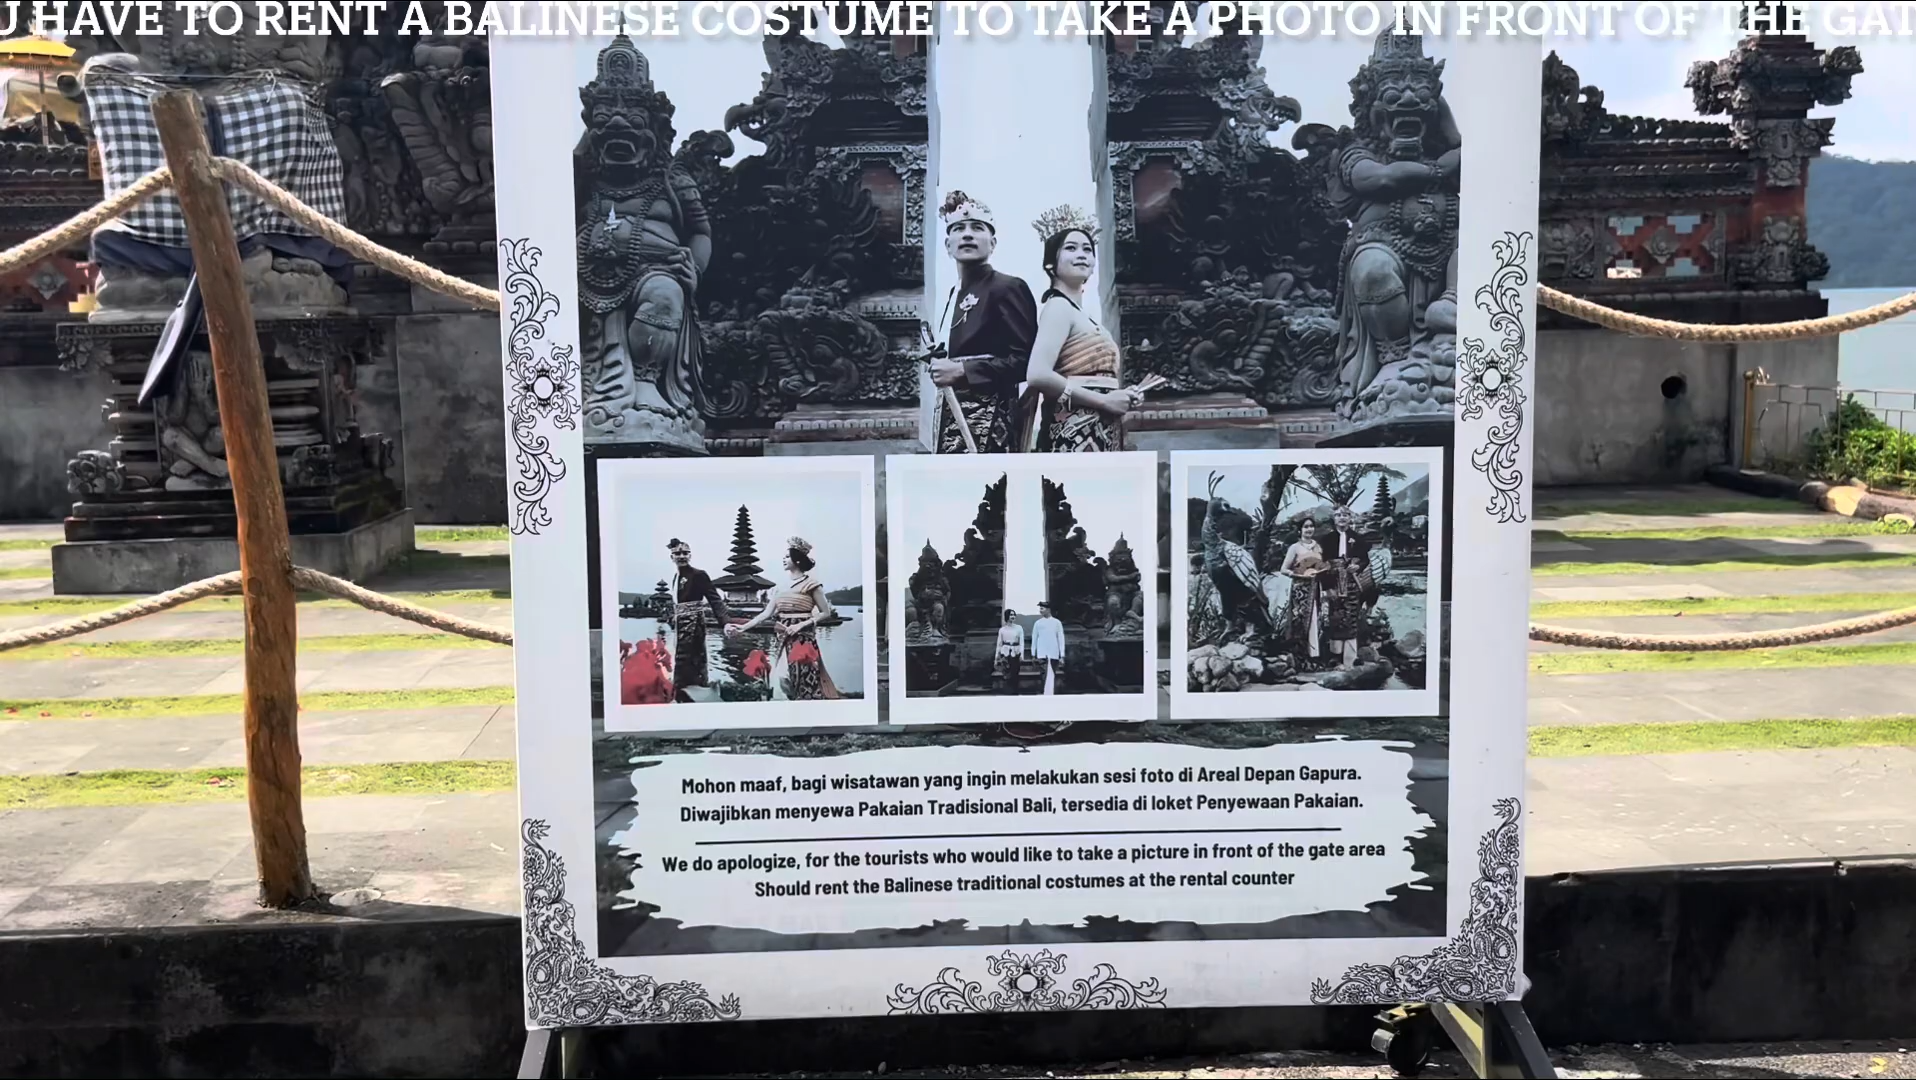 U HAVE TO RENT A BALINESE COSTUME TO TAKE A PHOTO IN FRONT OF THE GAT
Mohon maaf, bagi wisatawan yang ingin melakukan sesi foto di Areal Depan Gapura.
Diwajibkan menyewa Pakaian Tradisional Bali, tersedia di loket Penyewaan Pakaian.
We do apologize, for the tourists who would like to take a picture in front of the gate area
Should rent the Balinese traditional costumes at the rental counter